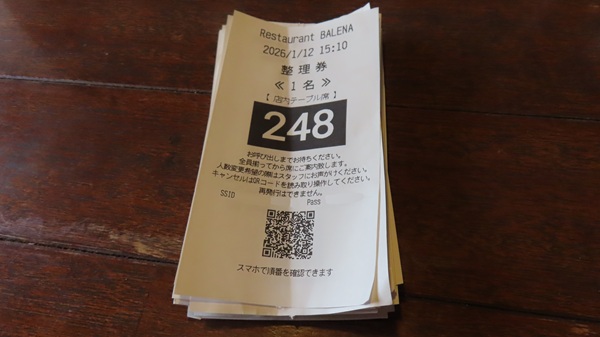 Restaurant BALENA
2026/1/12 15:10
整理券
≪ 1 名 ≫
【 店内テーブル席 】
248
お呼び出しまでお待ちください。
全員揃ってから席にご案内致します。
人数変更希望の際はスタッフにお声がけください。
キャンセルはQRコードを読み取り操作してください。
再発行はできません。
SSID Pass
スマホで順番を確認できます